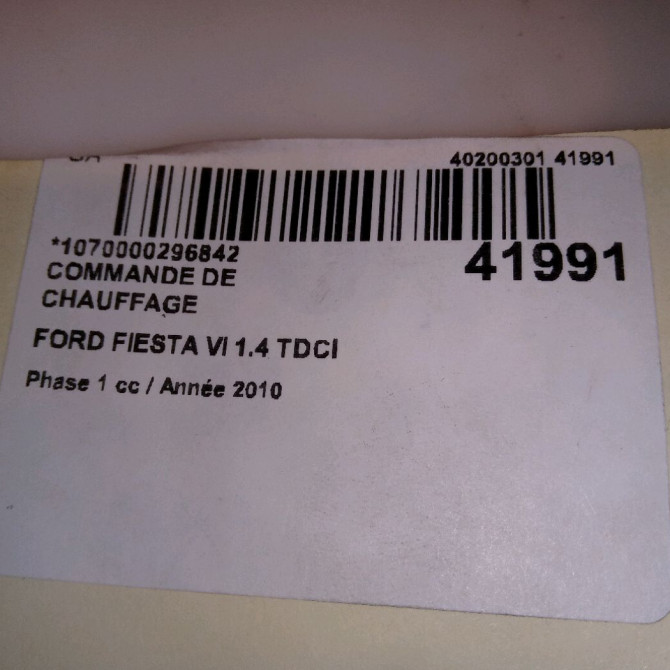 40200301 41991
*1070000296842
41991
COMMANDE DE
CHAUFFAGE
FORD FIESTA VI 1.4 TDCI
Phase 1 cc / Année 2010